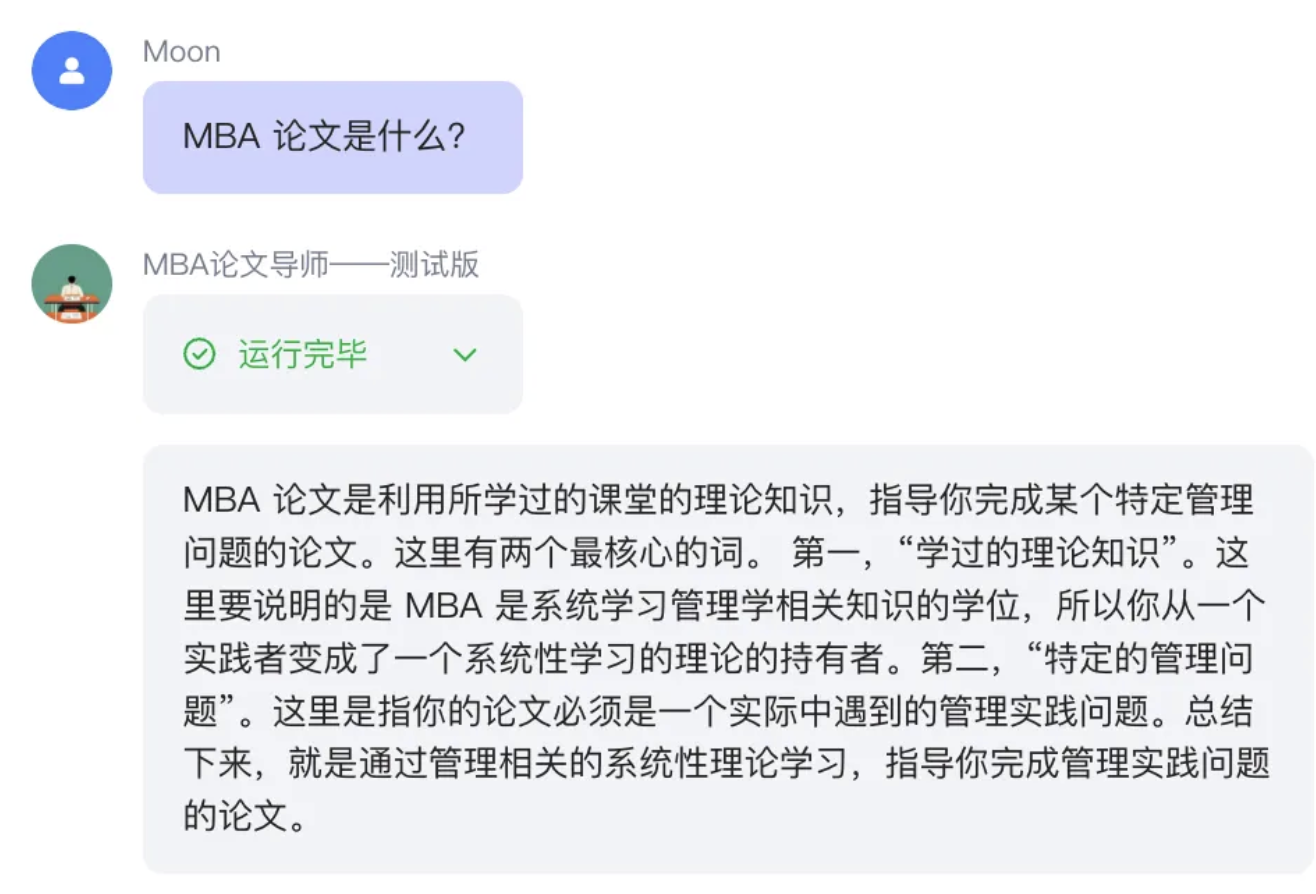 Moon
MBA 论文是什么？
MBA论文导师——测试版
运行完毕
MBA 论文是利用所学过的课堂的理论知识，指导你完成某个特定管理
问题的论文。这里有两个最核心的词。 第一，“学过的理论知识”。这
里要说明的是 MBA 是系统学习管理学相关知识的学位，所以你从一个
实践者变成了一个系统性学习的理论的持有者。第二，“特定的管理问
题”。这里是指你的论文必须是一个实际中遇到的管理实践问题。总结
下来，就是通过管理相关的系统性理论学习，指导你完成管理实践问题
的论文。